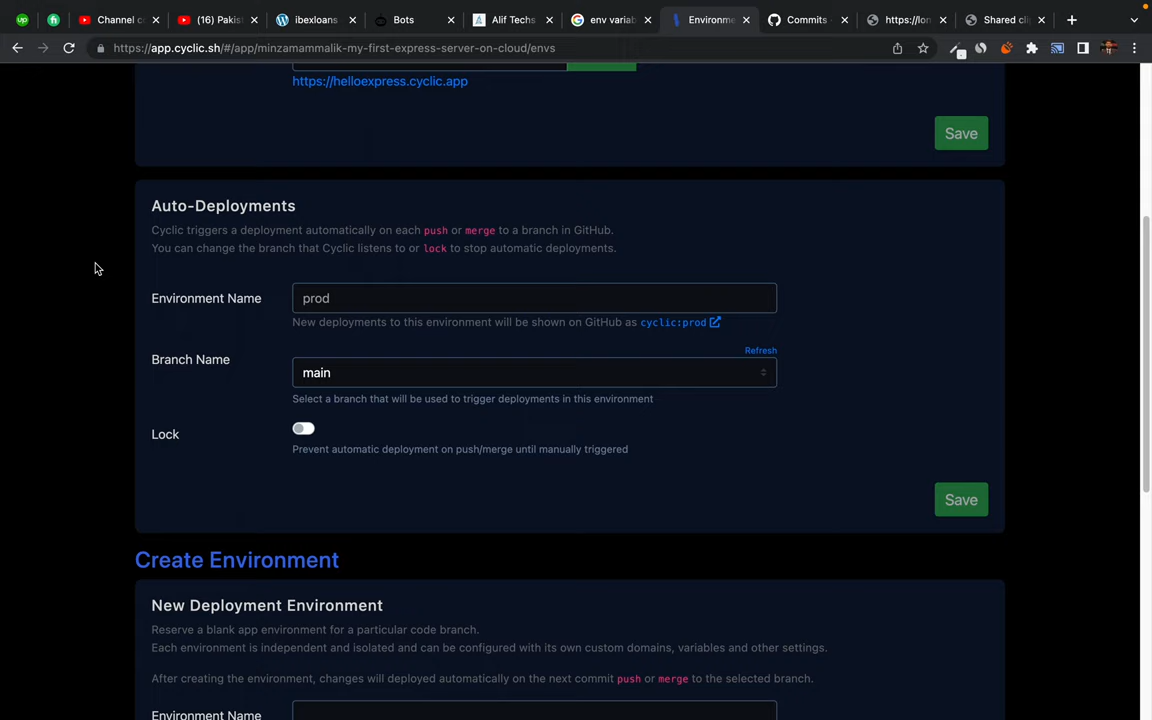 Channel co
(16) Pakis
ibexloans
Bots
Alif Techs
env variab
Environme
Commits
https://lon
Shared cli
https://app.cyclic.sh/#/app/minzamammalik-my-first-express-server-on-cloud/envs
https://helloexpress.cyclic.app
Save
Auto-Deployments
Cyclic triggers a deployment automatically on each push or merge to a branch in GitHub.
You can change the branch that Cyclic listens to or lock to stop automatic deployments.
Environment Name
prod
New deployments to this environment will be shown on GitHub as cyclic:prod
Refresh
Branch Name
main
Select a branch that will be used to trigger deployments in this environment
Lock
Prevent automatic deployment on push/merge until manually triggered
Save
Create Environment
New Deployment Environment
Reserve a blank app environment for a particular code branch.
Each environment is independent and isolated and can be configured with its own custom domains, variables and other settings.
After creating the environment, changes will deployed automatically on the next commit push or merge to the selected branch.
Environment Name